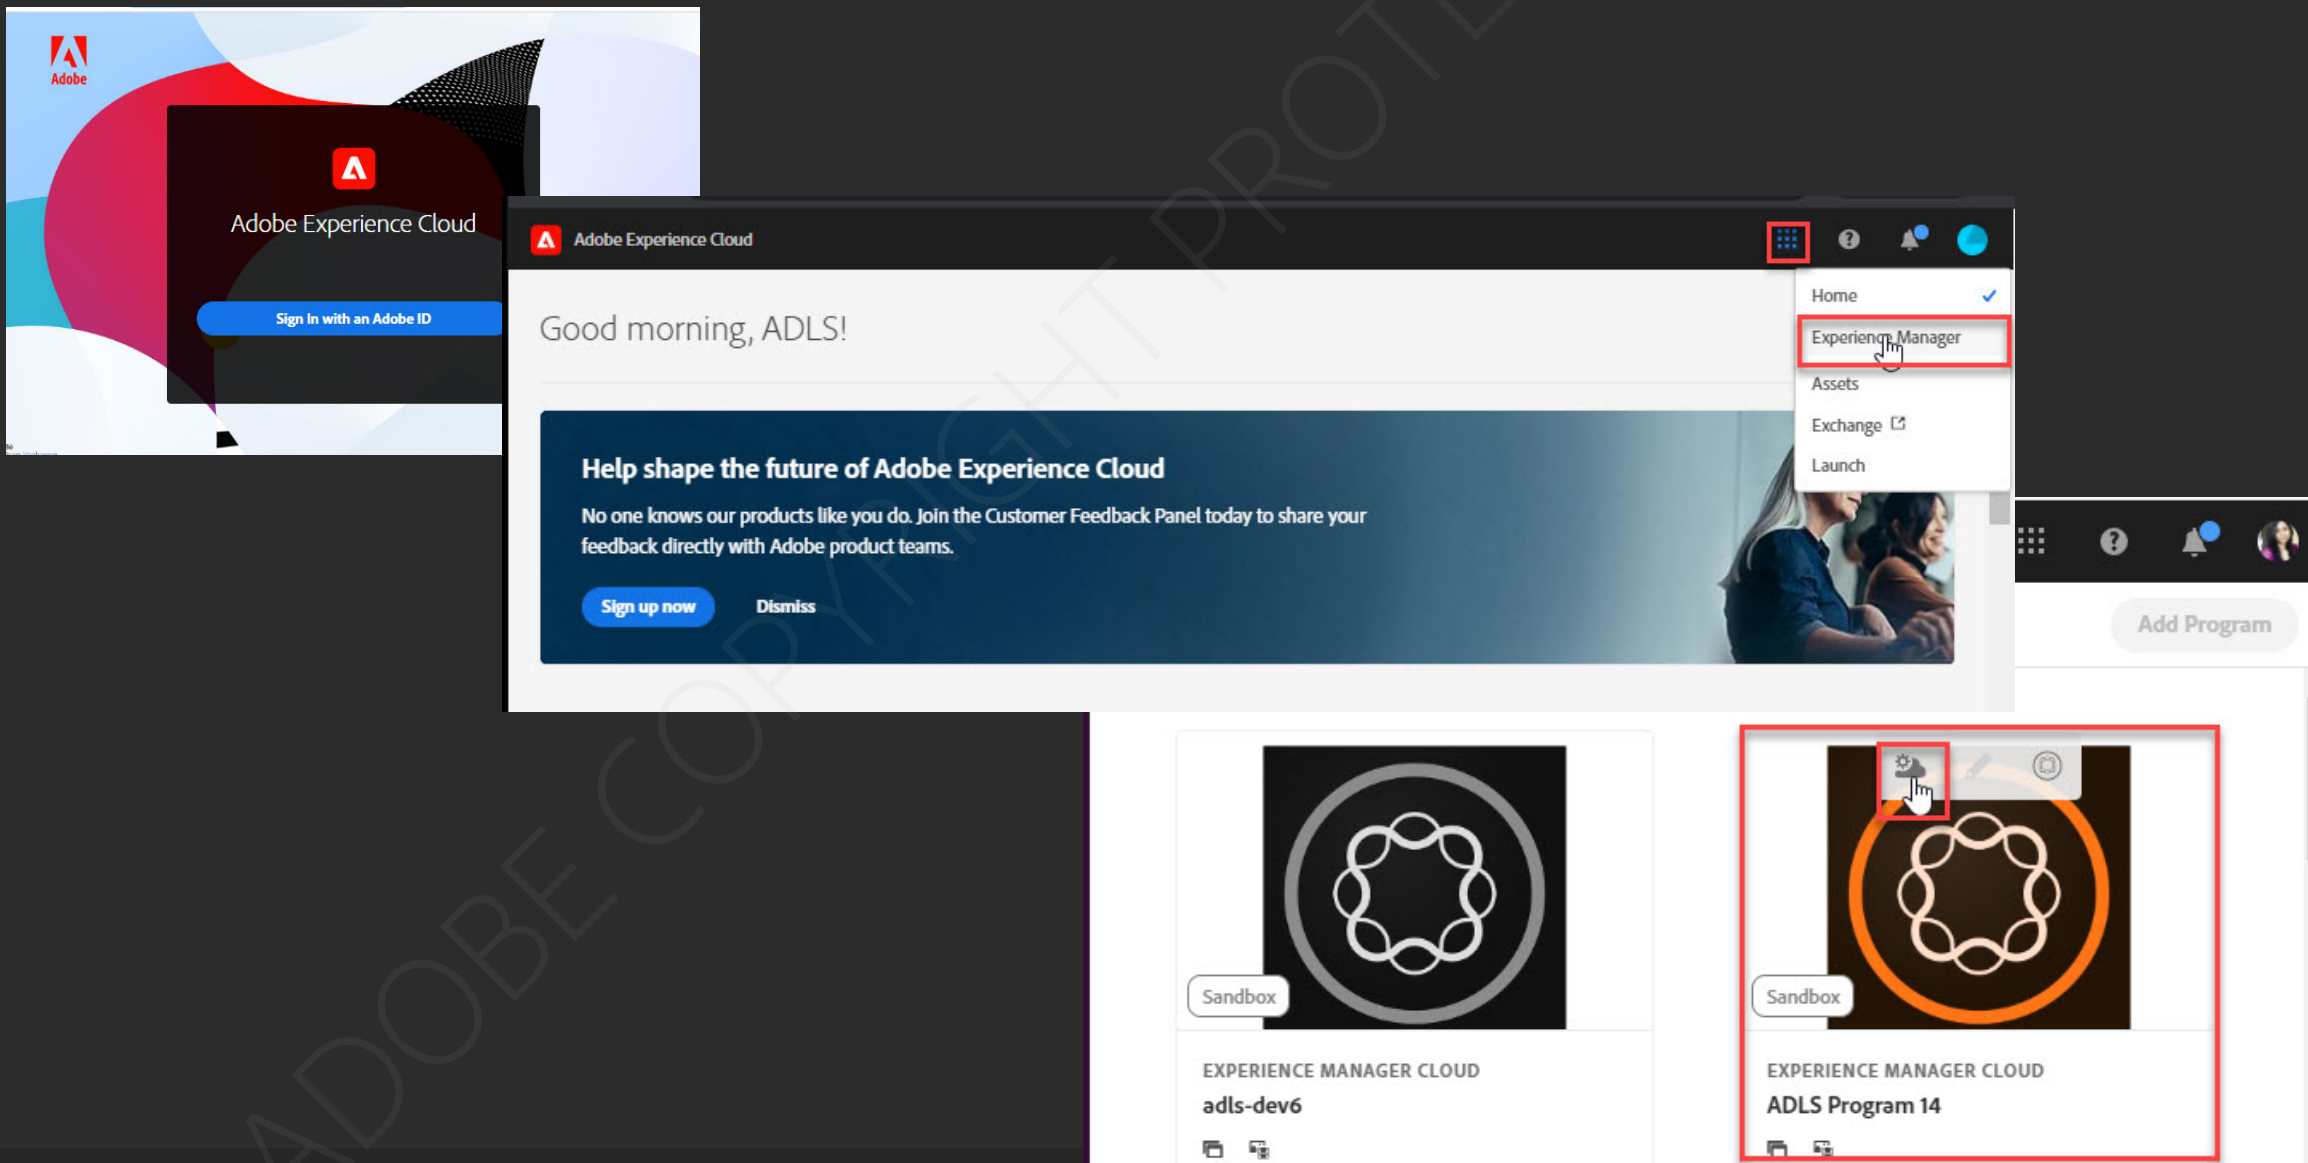 Adobe
Adobe Experience Cloud
Sign In with an Adobe ID
Adobe Experience Cloud
Good morning, ADLS!
Home
Experience Manager
Assets
Exchange
Launch
Help shape the future of Adobe Experience Cloud
No one knows our products like you do. Join the Customer Feedback Panel today to share your
feedback directly with Adobe product teams.
Sign up now
Dismiss
Add Program
Sandbox
EXPERIENCE MANAGER CLOUD
adls-dev6
Sandbox
EXPERIENCE MANAGER CLOUD
ADLS Program 14
ADOBE COPYRIGHT